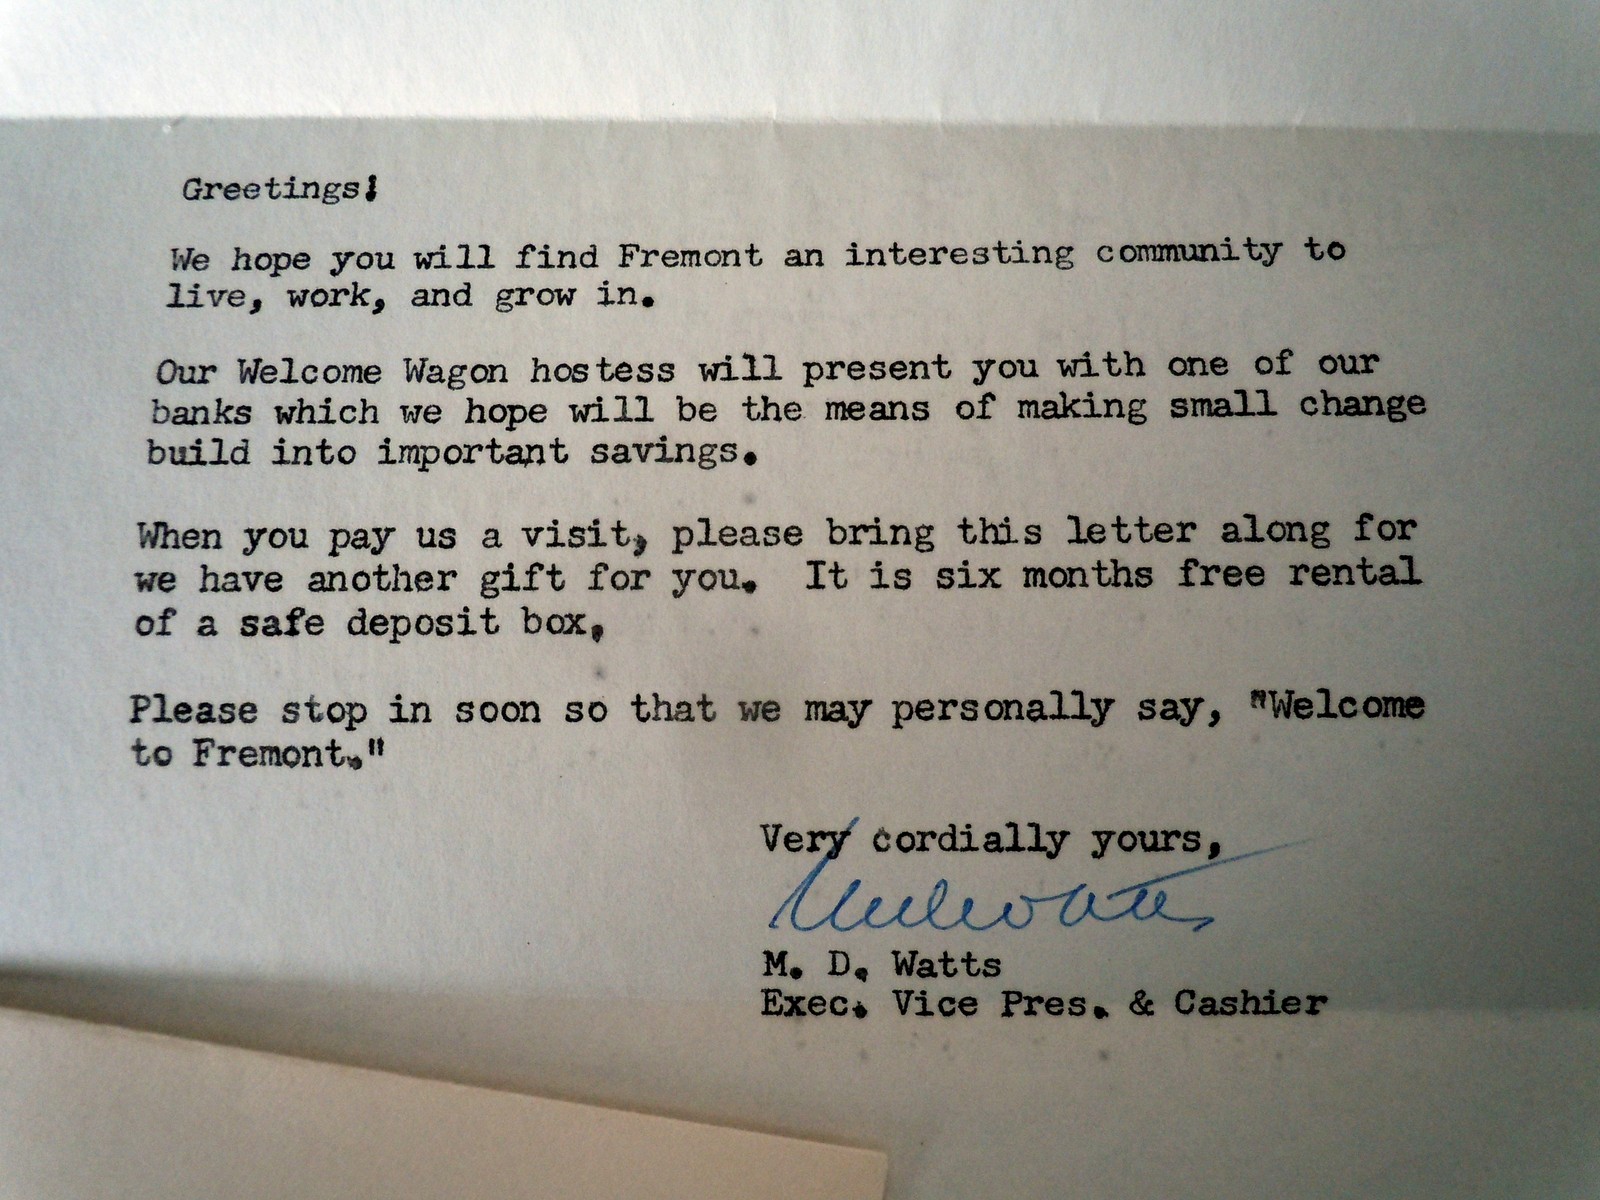 Greetings!
We hope you will find Fremont an interesting community to
live, work, and grow in.
Our Welcome Wagon hostess will present you with one of our
banks which we hope will be the means of making small change
build into important savings.
When you pay us a visit, please bring this letter along for
we have another gift for you.  It is six months free rental
of a safe deposit box.
Please stop in soon so that we may personally say, "Welcome
to Fremont."
Very cordially yours,
M. D. Watts
Exec. Vice Pres. & Cashier